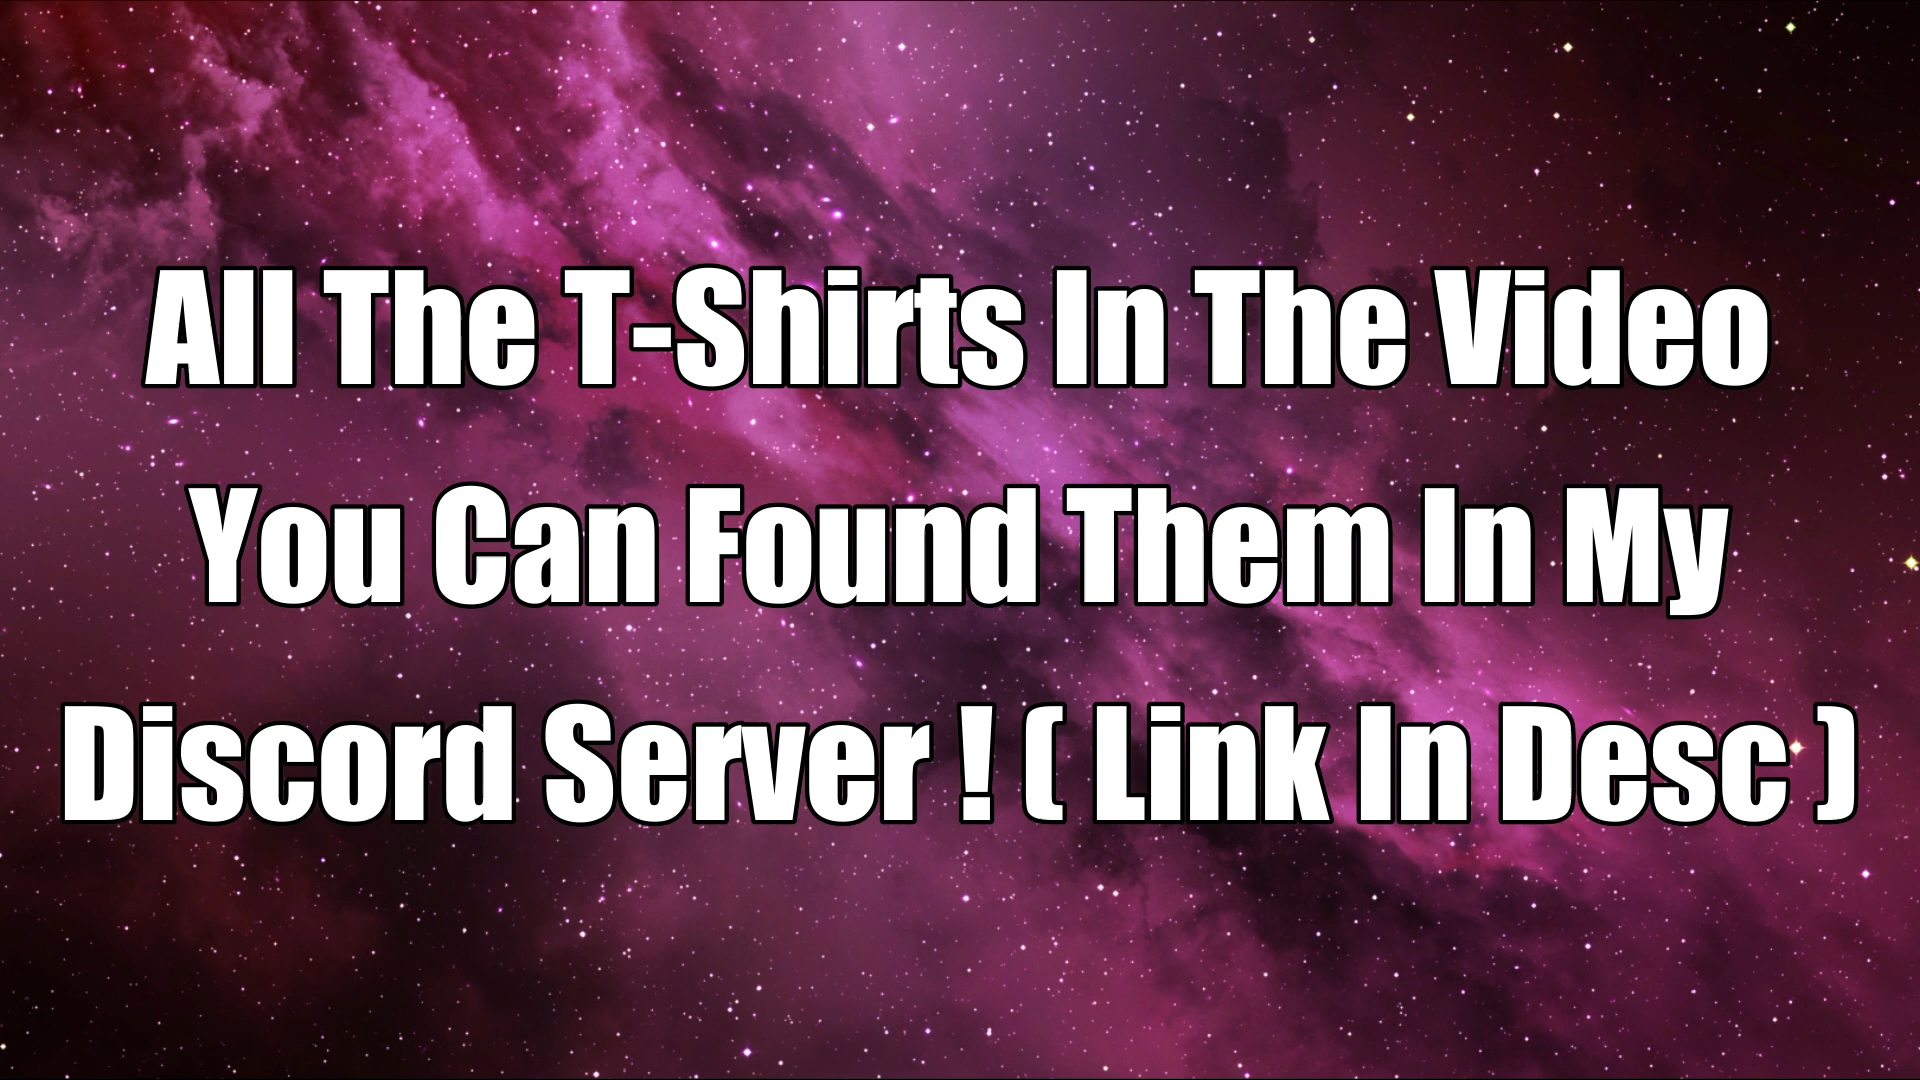 All The T-Shirts In The Video
You Can Found Them In My
Discord Server ! ( Link In Desc )